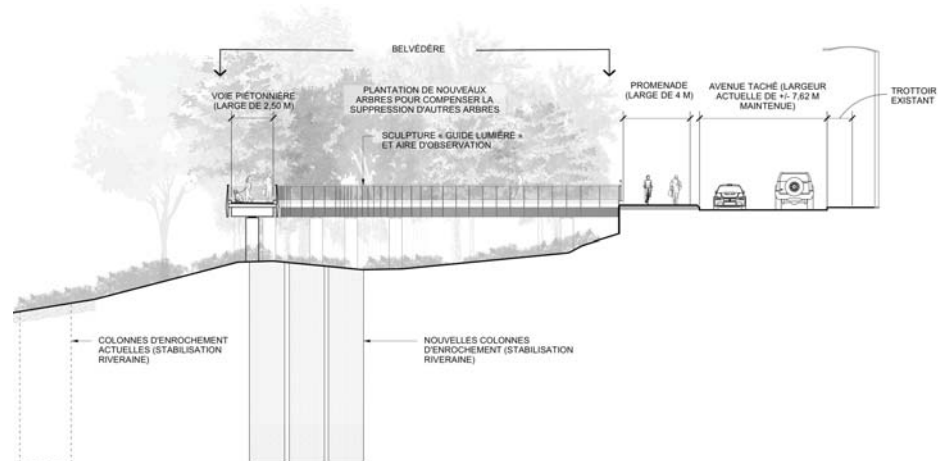 BELVÉDÈRE
VOIE PIÉTONNIÈRE
(LARGE DE 2,50 M)
PLANTATION DE NOUVEAUX
ARBRES POUR COMPENSER LA
SUPPRESSION D'AUTRES ARBRES
SCULPTURE « GUIDE LUMIÈRE »
ET AIRE D'OBSERVATION
PROMENADE
(LARGE DE 4 M)
AVENUE TACHÉ (LARGEUR
ACTUELLE DE +/- 7,62 M
MAINTENUE)
TROTTOIR
EXISTANT
COLONNES D'ENROCHEMENT
ACTUELLES (STABILISATION
RIVERAINE)
NOUVELLES COLONNES
D'ENROCHEMENT (STABILISATION
RIVERAINE)